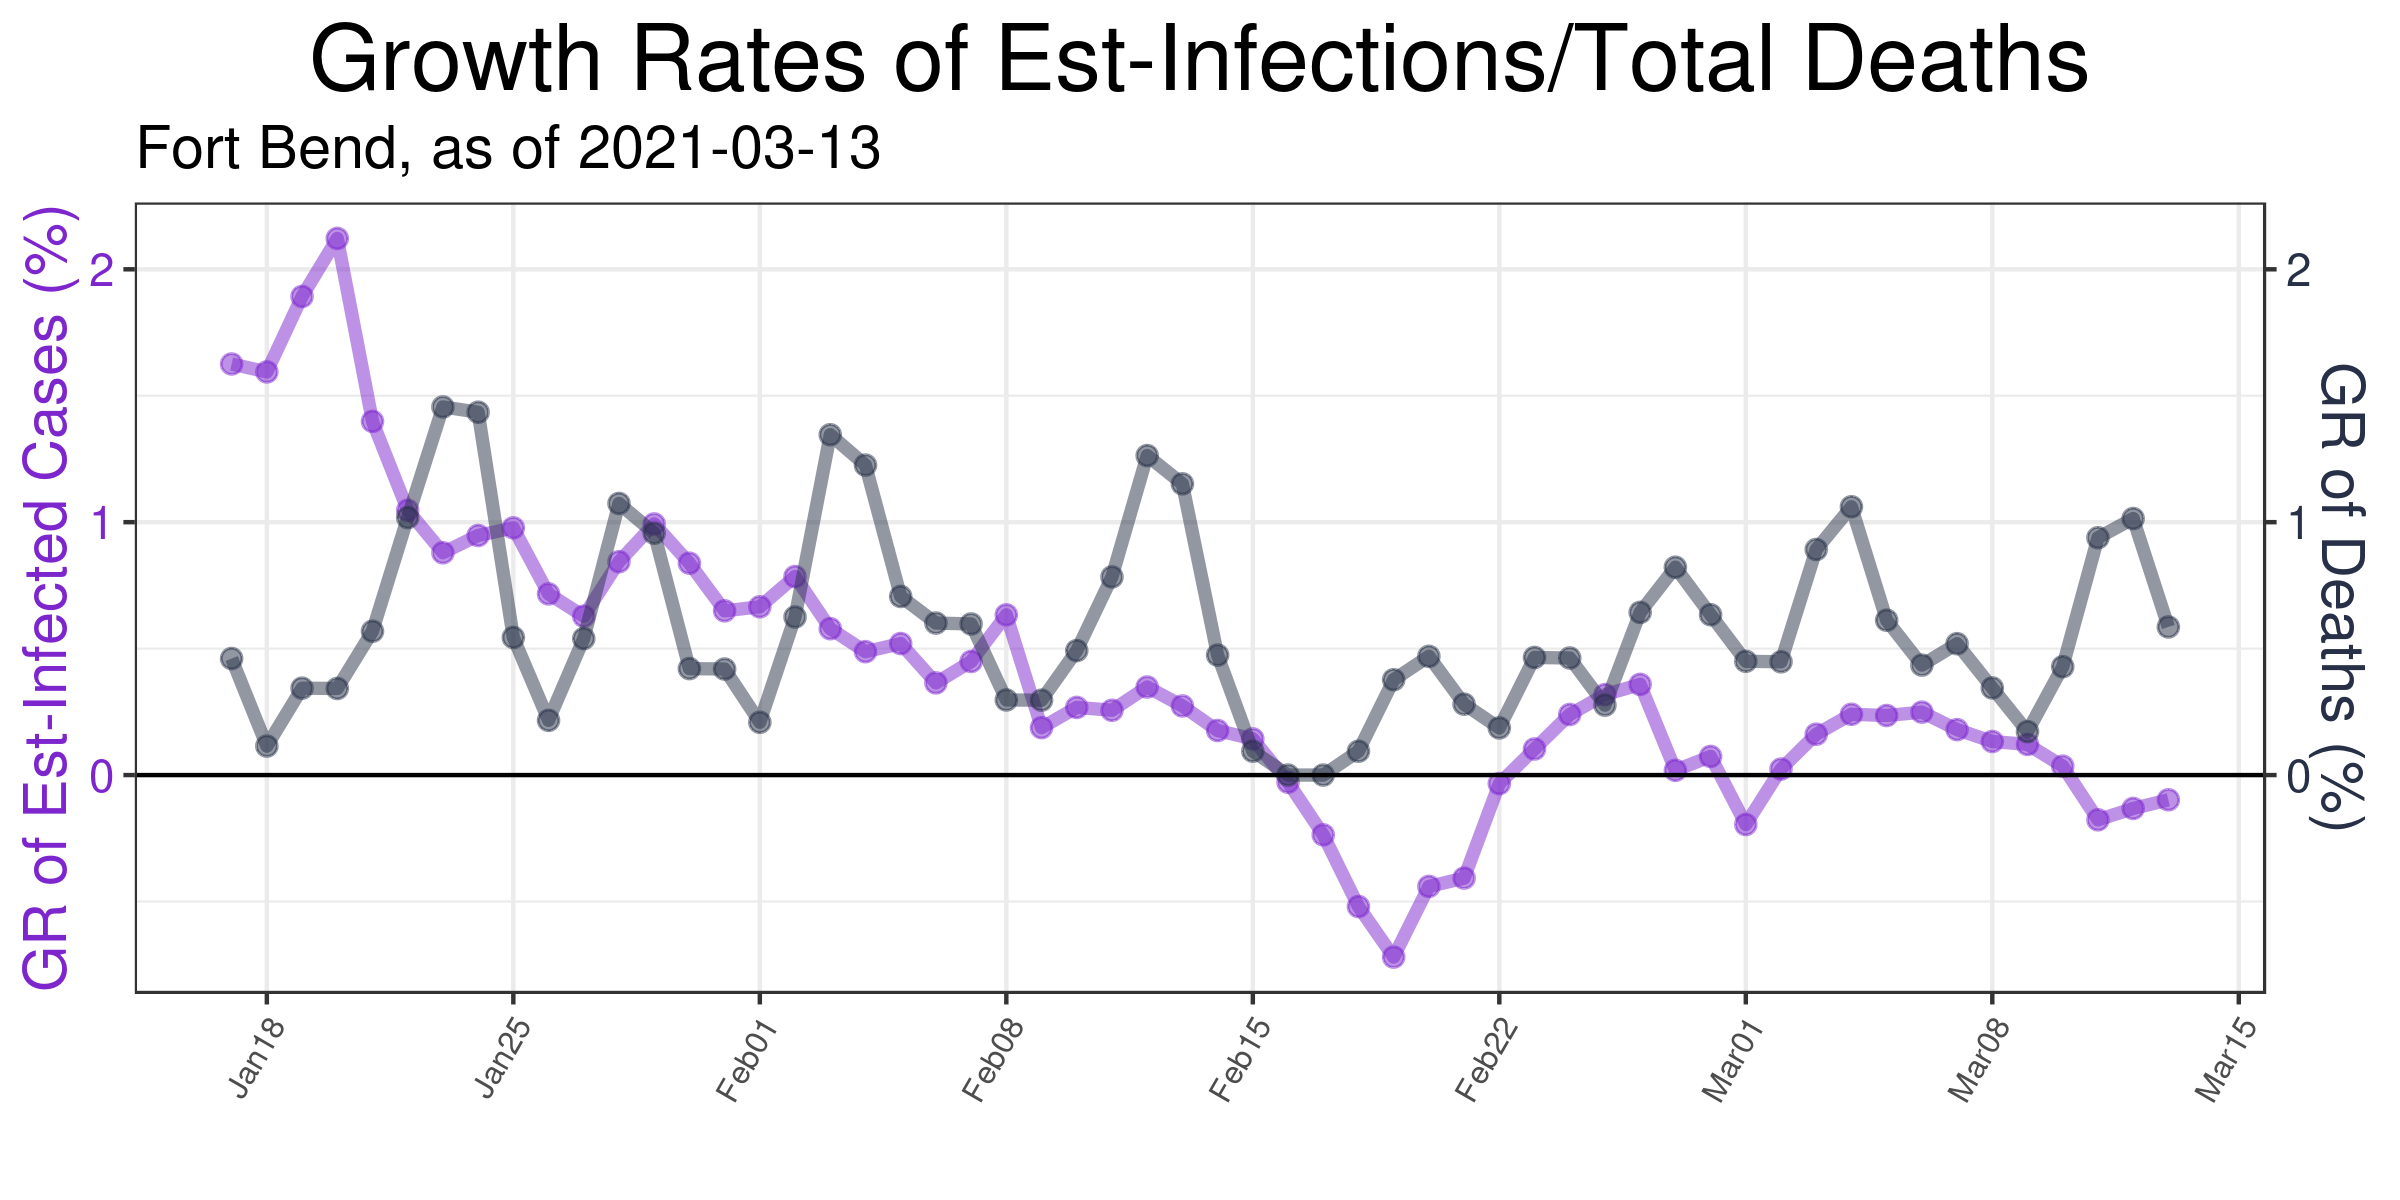 Growth Rates of Est-Infections/Total Deaths
Fort Bend, as of 2021-03-13
GR of Est-Infected Cases (%)
2
1
0
2
1
0
GR of Deaths (%)
Jan18
Jan25
Feb01
Feb08
Feb15
Feb22
Mar01
Mar08
Mar15